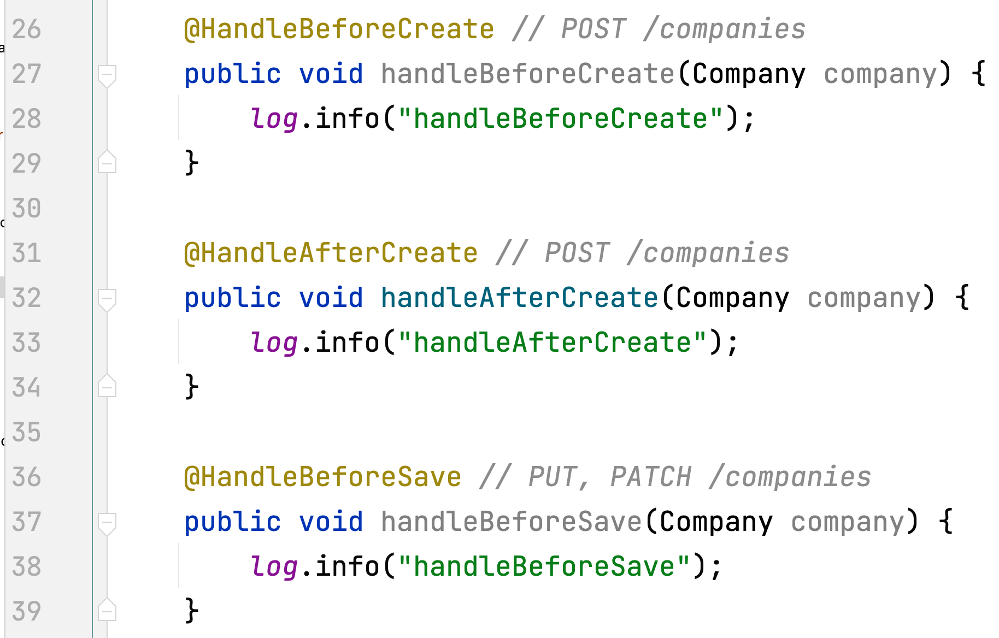 26 @HandleBeforeCreate // POST /companies
27 public void handleBeforeCreate(Company company) {
28 log.info("handleBeforeCreate");
29 }
30
31 @HandleAfterCreate // POST /companies
32 public void handleAfterCreate(Company company) {
33 log.info("handleAfterCreate");
34 }
35
36 @HandleBeforeSave // PUT, PATCH /companies
37 public void handleBeforeSave(Company company) {
38 log.info("handleBeforeSave");
39 }